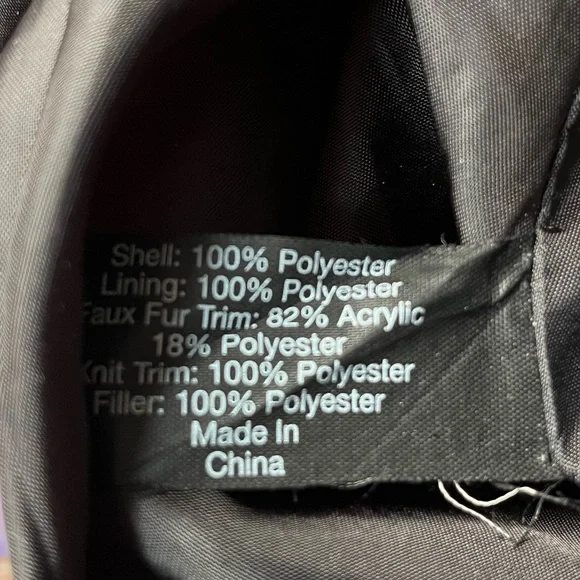 Shell: 100% Polyester
Lining: 100% Polyester
Faux Fur Trim: 82% Acrylic
18% Polyester
Knit Trim: 100% Polyester
Filler: 100% Polyester
Made In
China